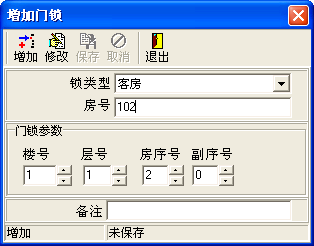 增加门锁
增加 修改 保存 取消 退出
锁类型 客房
房号 102
门锁参数
楼号 层号 房序号 副序号
1 1 2 0
备注
增加 未保存